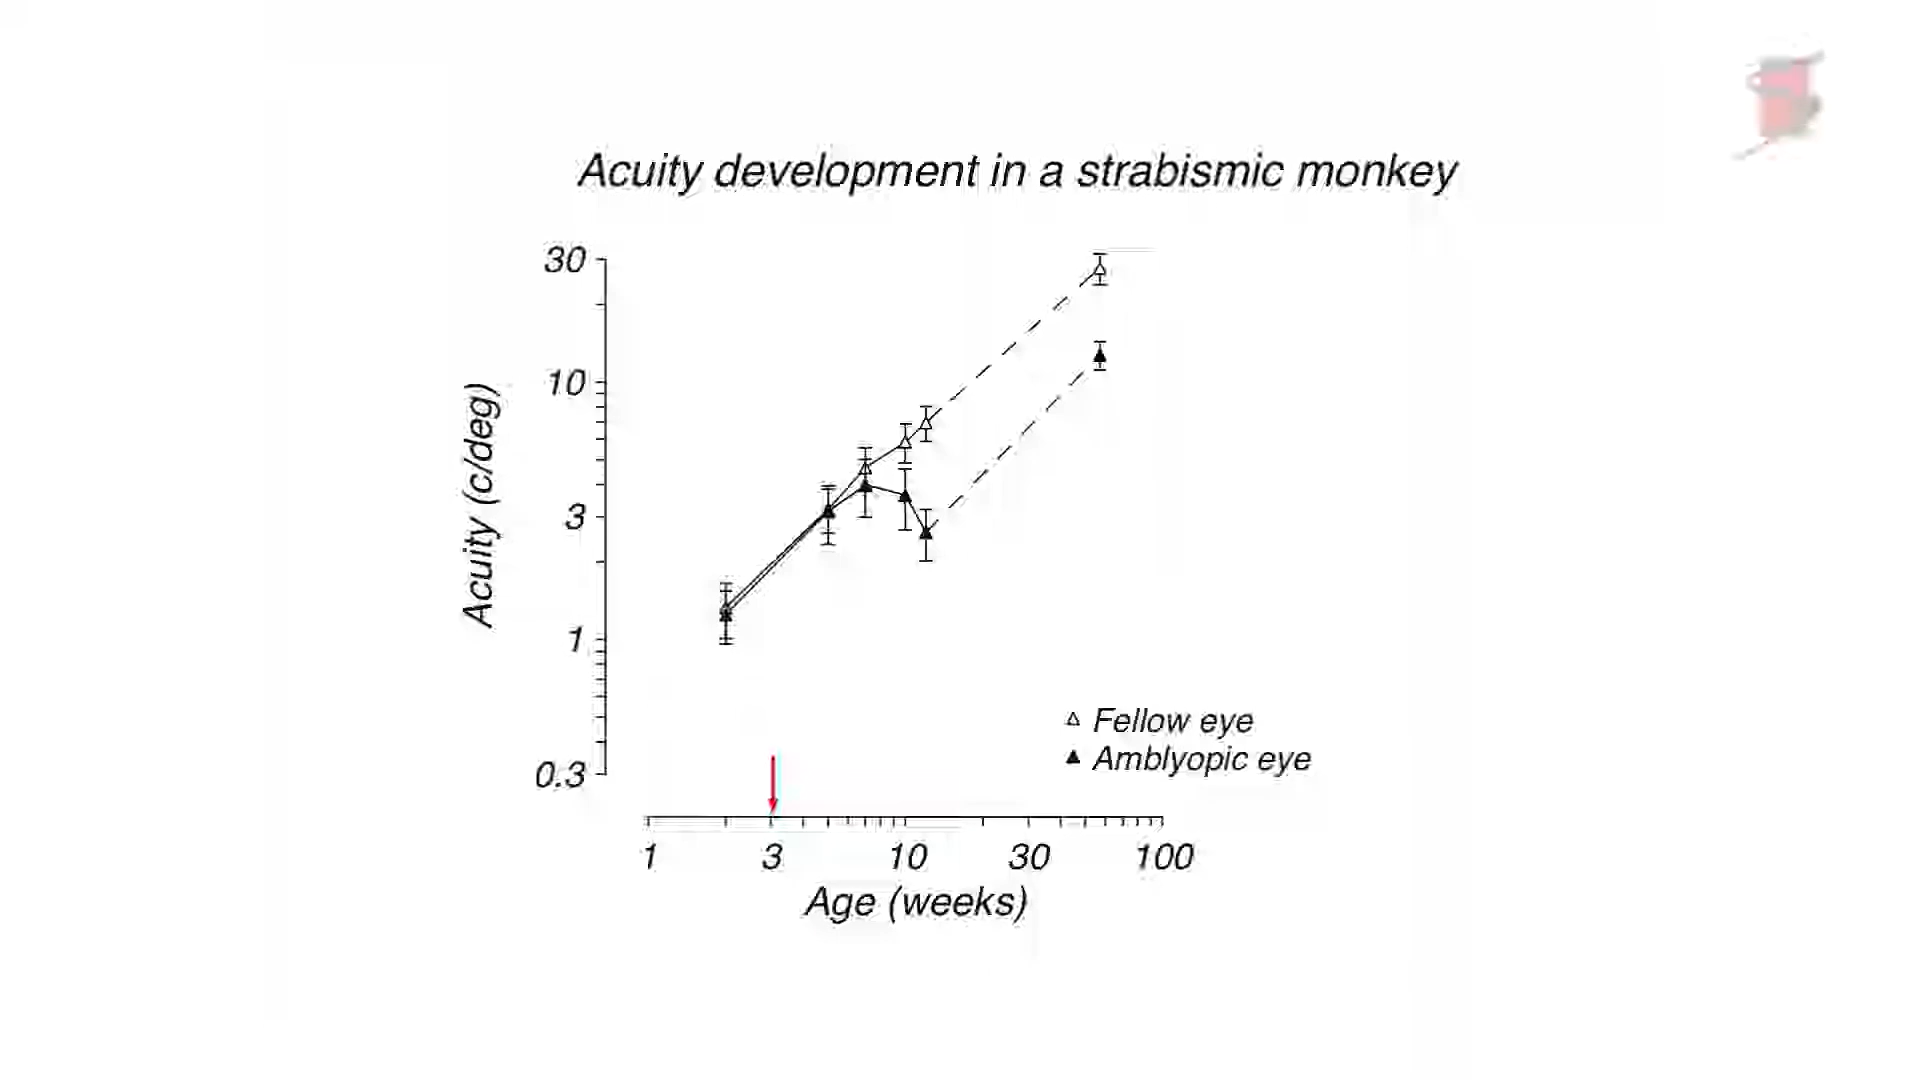 Acuity development in a strabismic monkey
30
10
3
1
0.3
Acuity (c/deg)
Fellow eye
Amblyopic eye
1 3 10 30 100
Age (weeks)